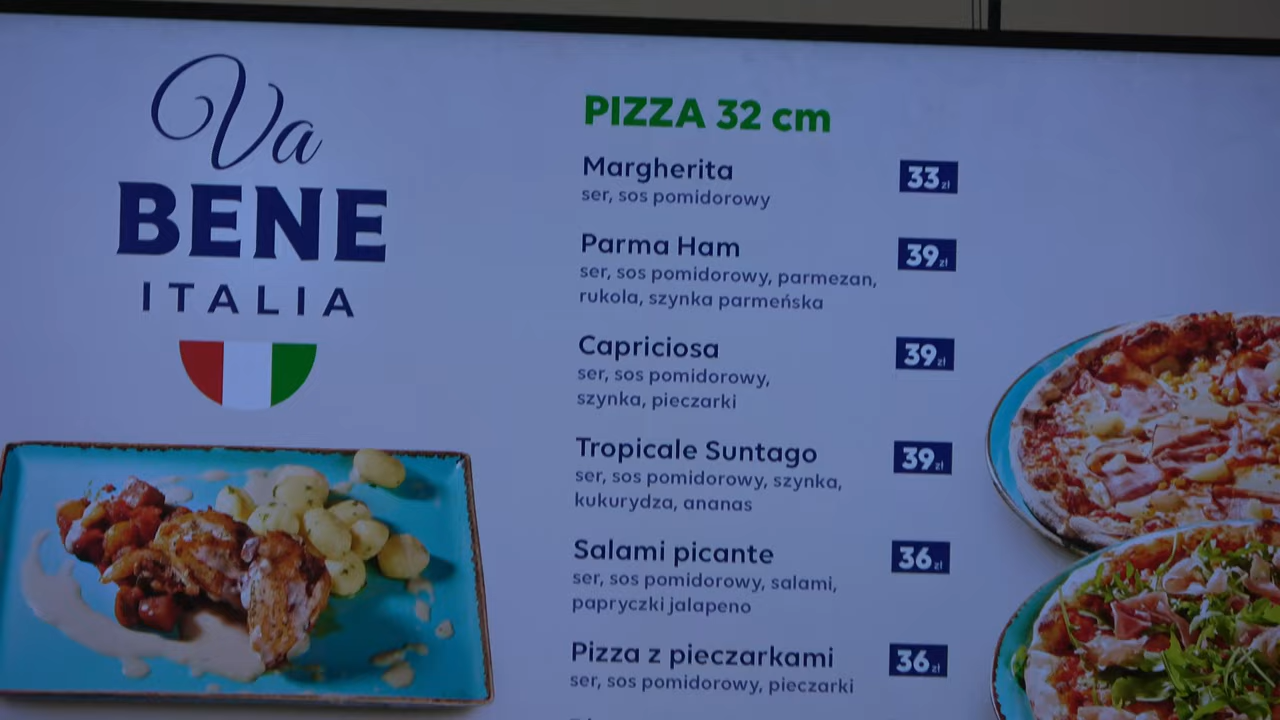 Va
BENE
ITALIA
PIZZA 32 cm
Margherita
33 zł
ser, sos pomidorowy
Parma Ham
39 zł
ser, sos pomidorowy, parmezan,
rukola, szynka parmeńska
Capriciosa
39 zł
ser, sos pomidorowy,
szynka, pieczarki
Tropicale Suntago
39 zł
ser, sos pomidorowy, szynka,
kukurydza, ananas
Salami picante
36 zł
ser, sos pomidorowy, salami,
papryczki jalapeno
Pizza z pieczarkami
36 zł
ser, sos pomidorowy, pieczarki